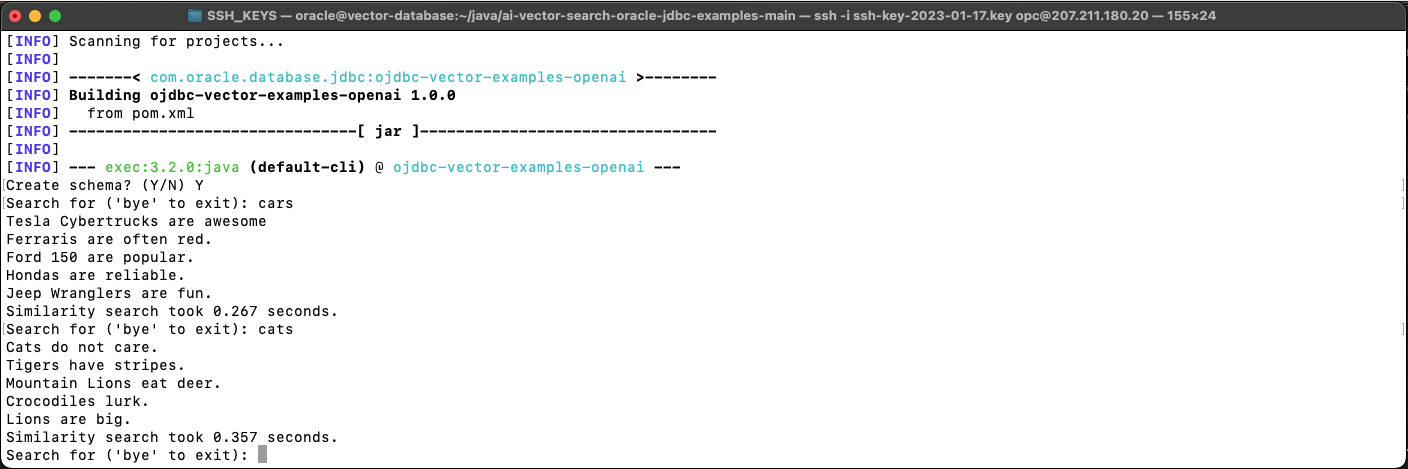 SSH_KEYS — oracle@vector-database:~/java/ai-vector-search-oracle-jdbc-examples-main — ssh -i ssh-key-2023-01-17.key opc@207.211.180.20 — 155×24
[INFO] Scanning for projects...
[INFO]
[INFO] -------< com.oracle.database.jdbc:ojdbc-vector-examples-openai >--------
[INFO] Building ojdbc-vector-examples-openai 1.0.0
[INFO]   from pom.xml
[INFO] --------------------------------[ jar ]---------------------------------
[INFO]
[INFO] --- exec:3.2.0:java (default-cli) @ ojdbc-vector-examples-openai ---
[Create schema? (Y/N) Y ]
[Search for ('bye' to exit): cars ]
Tesla Cybertrucks are awesome
Ferraris are often red.
Ford 150 are popular.
Hondas are reliable.
Jeep Wranglers are fun.
Similarity search took 0.267 seconds.
[Search for ('bye' to exit): cats ]
Cats do not care.
Tigers have stripes.
Mountain Lions eat deer.
Crocodiles lurk.
Lions are big.
Similarity search took 0.357 seconds.
Search for ('bye' to exit):